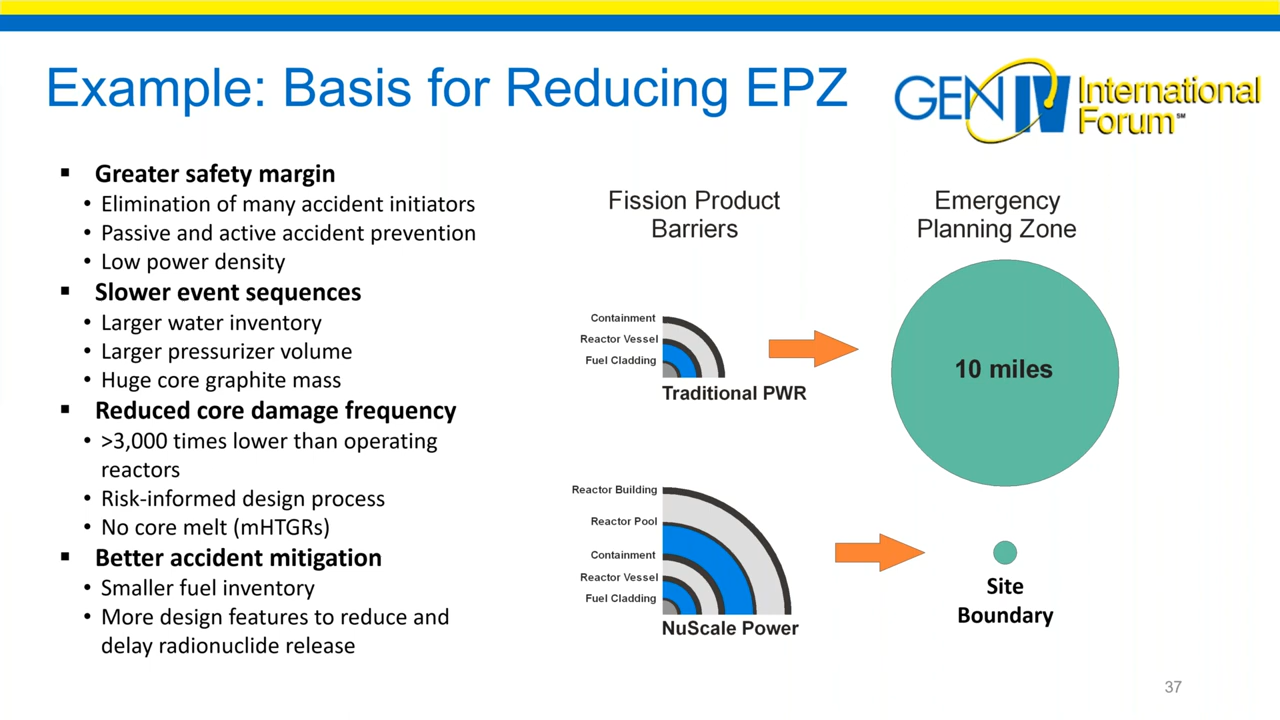 Example: Basis for Reducing EPZ
GEN IV International
Forum℠
▪ Greater safety margin
• Elimination of many accident initiators
• Passive and active accident prevention
• Low power density
▪ Slower event sequences
• Larger water inventory
• Larger pressurizer volume
• Huge core graphite mass
▪ Reduced core damage frequency
• >3,000 times lower than operating
reactors
• Risk-informed design process
• No core melt (mHTGRs)
▪ Better accident mitigation
• Smaller fuel inventory
• More design features to reduce and
delay radionuclide release
Fission Product
Barriers
Containment
Reactor Vessel
Fuel Cladding
Traditional PWR
Reactor Building
Reactor Pool
Containment
Reactor Vessel
Fuel Cladding
NuScale Power
Emergency
Planning Zone
10 miles
Site
Boundary
37